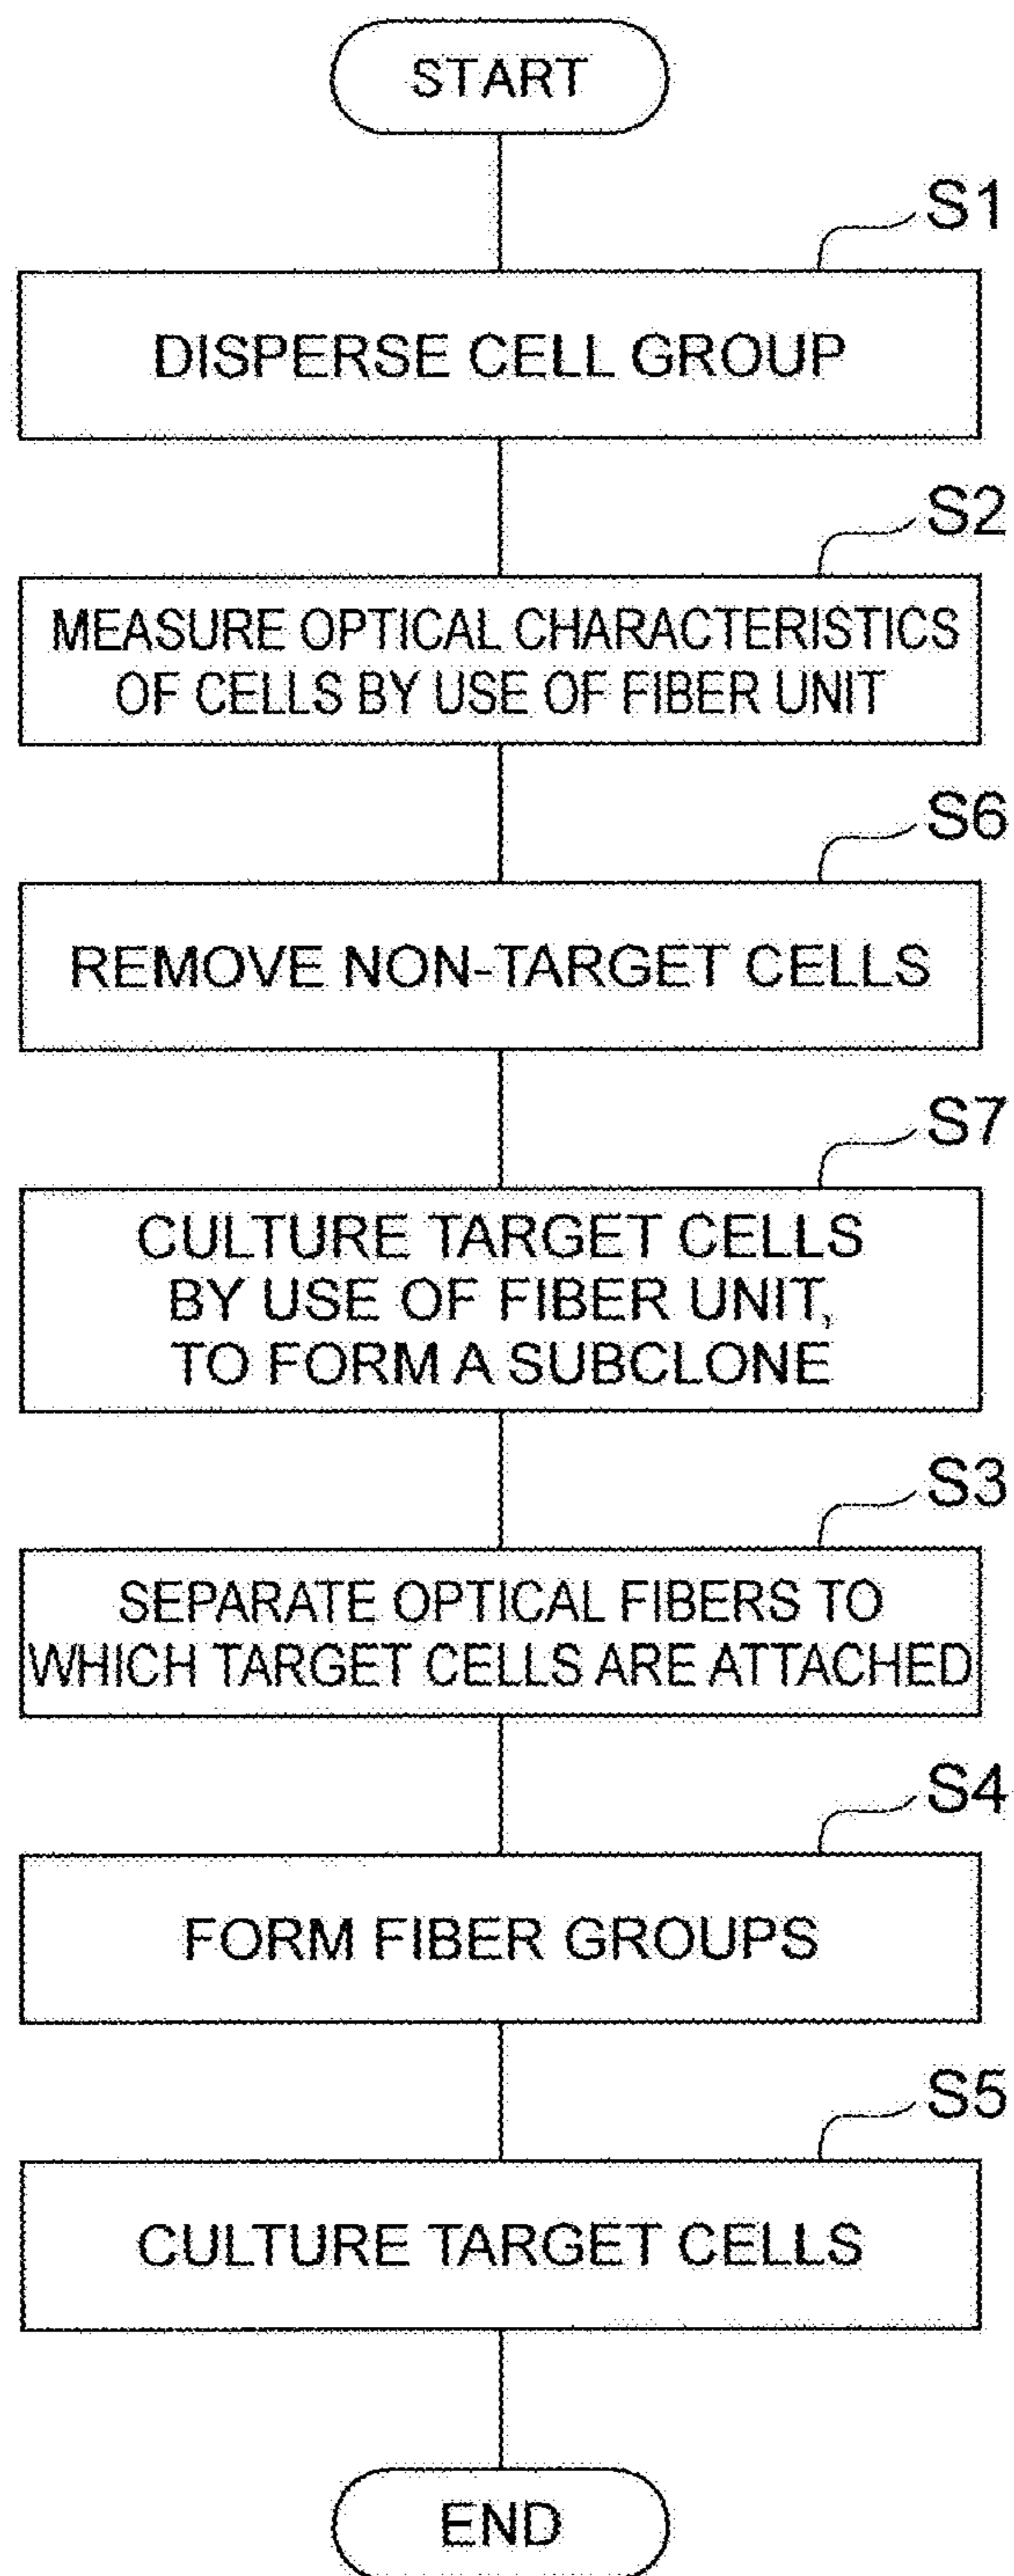 START
S1
DISPERSE CELL GROUP
S2
MEASURE OPTICAL CHARACTERISTICS
OF CELLS BY USE OF FIBER UNIT
S6
REMOVE NON-TARGET CELLS
S7
CULTURE TARGET CELLS
BY USE OF FIBER UNIT,
TO FORM A SUBCLONE
S3
SEPARATE OPTICAL FIBERS TO
WHICH TARGET CELLS ARE ATTACHED
S4
FORM FIBER GROUPS
S5
CULTURE TARGET CELLS
END